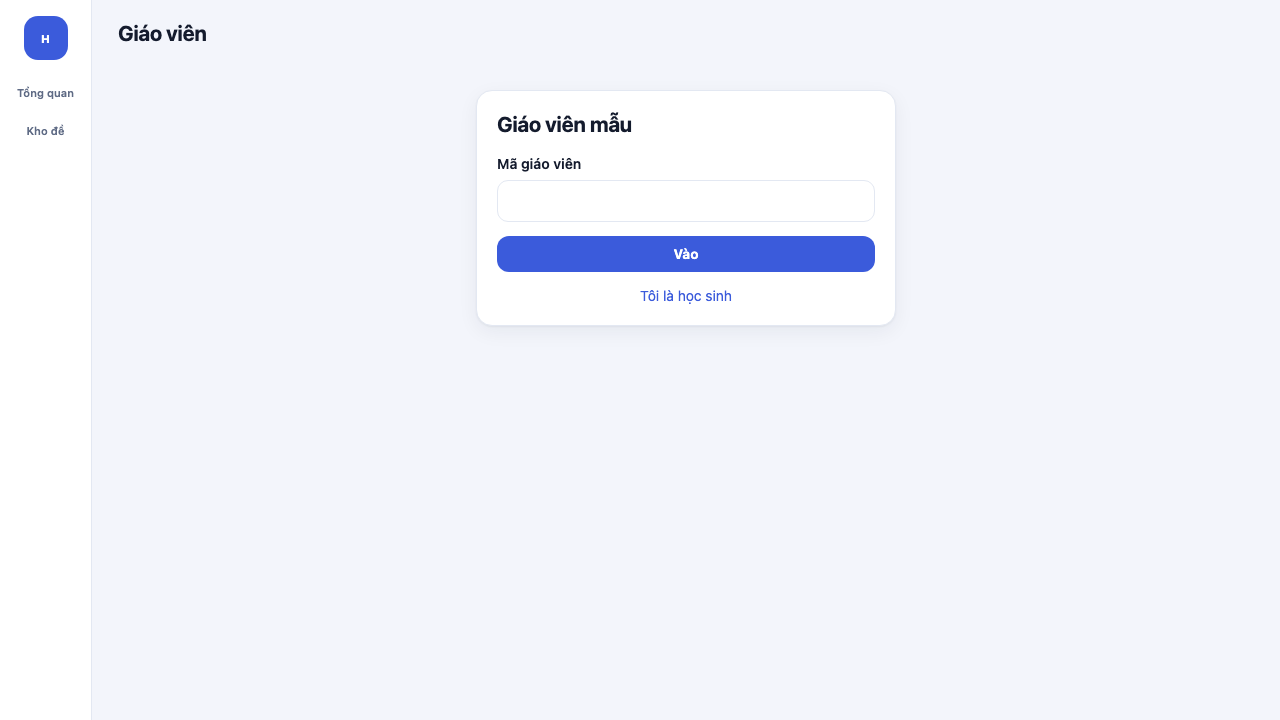 H
Tổng quan
Kho đề
Giáo viên
Giáo viên mẫu
Mã giáo viên
Vào
Tôi là học sinh